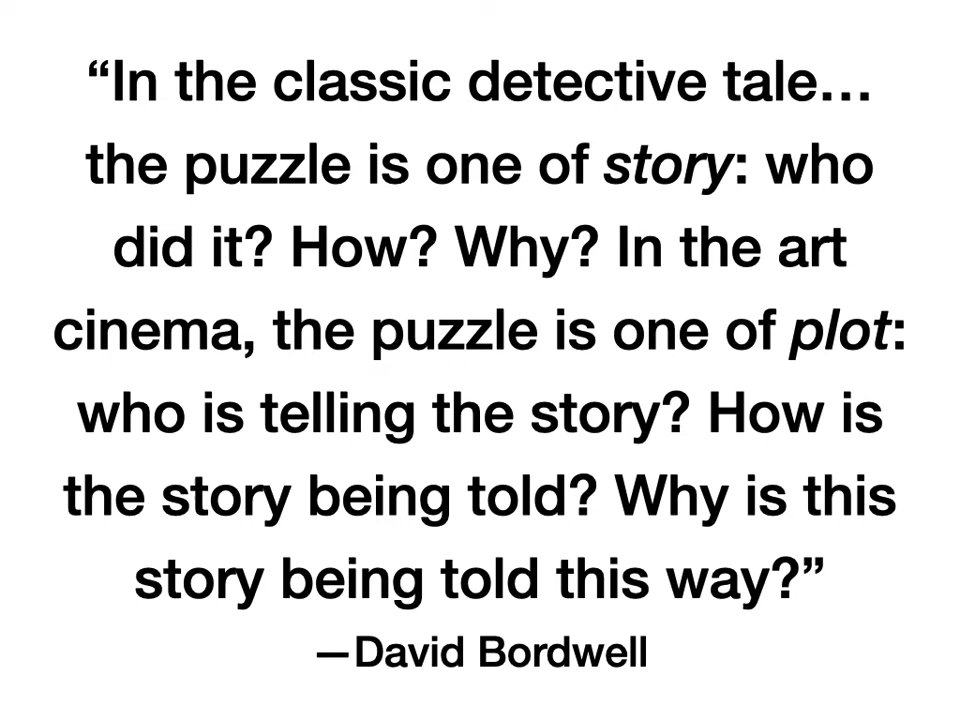 “In the classic detective tale…
the puzzle is one of story: who
did it? How? Why? In the art
cinema, the puzzle is one of plot:
who is telling the story? How is
the story being told? Why is this
story being told this way?”
—David Bordwell